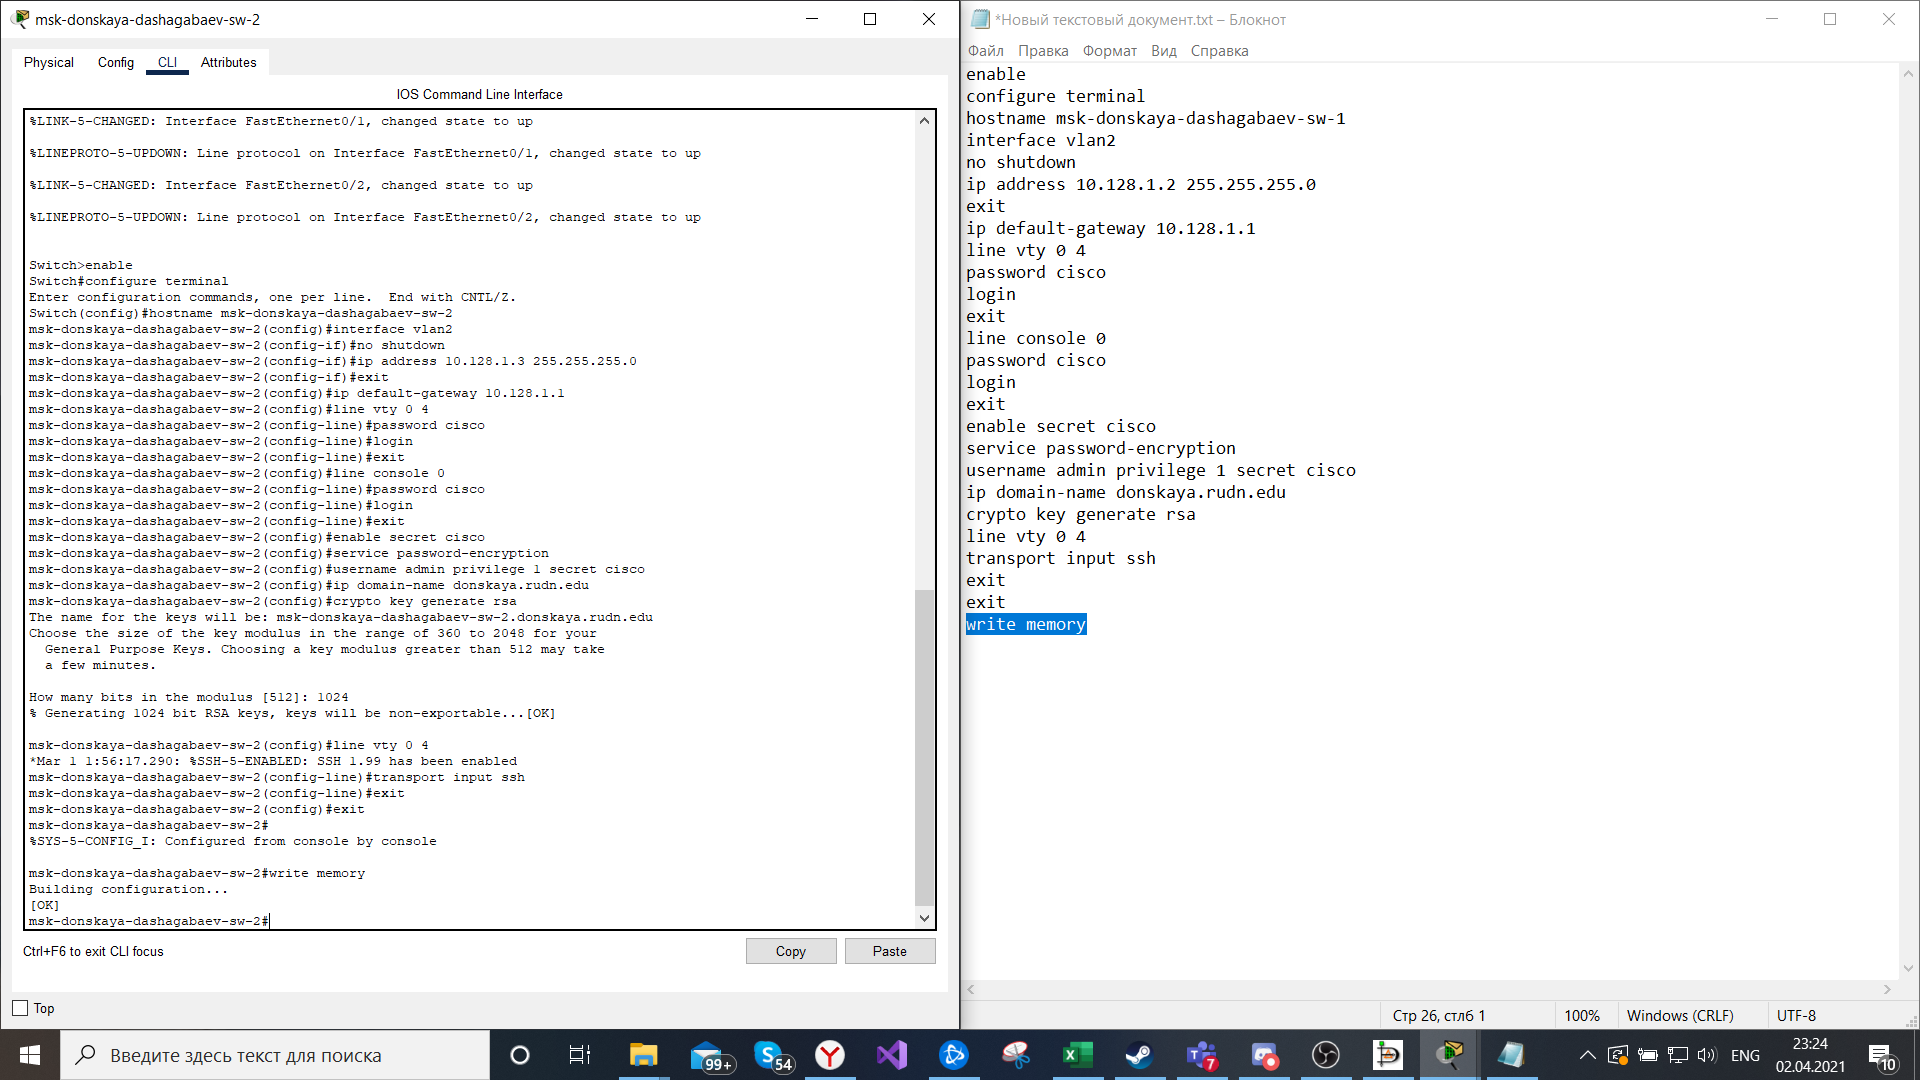 msk-donskaya-dashagabaev-sw-2
Physical Config CLI Attributes
IOS Command Line Interface
%LINK-5-CHANGED: Interface FastEthernet0/1, changed state to up
%LINEPROTO-5-UPDOWN: Line protocol on Interface FastEthernet0/1, changed state to up
%LINK-5-CHANGED: Interface FastEthernet0/2, changed state to up
%LINEPROTO-5-UPDOWN: Line protocol on Interface FastEthernet0/2, changed state to up
Switch>enable
Switch#configure terminal
Enter configuration commands, one per line.  End with CNTL/Z.
Switch(config)#hostname msk-donskaya-dashagabaev-sw-2
msk-donskaya-dashagabaev-sw-2(config)#interface vlan2
msk-donskaya-dashagabaev-sw-2(config-if)#no shutdown
msk-donskaya-dashagabaev-sw-2(config-if)#ip address 10.128.1.3 255.255.255.0
msk-donskaya-dashagabaev-sw-2(config-if)#exit
msk-donskaya-dashagabaev-sw-2(config)#ip default-gateway 10.128.1.1
msk-donskaya-dashagabaev-sw-2(config)#line vty 0 4
msk-donskaya-dashagabaev-sw-2(config-line)#password cisco
msk-donskaya-dashagabaev-sw-2(config-line)#login
msk-donskaya-dashagabaev-sw-2(config-line)#exit
msk-donskaya-dashagabaev-sw-2(config)#line console 0
msk-donskaya-dashagabaev-sw-2(config-line)#password cisco
msk-donskaya-dashagabaev-sw-2(config-line)#login
msk-donskaya-dashagabaev-sw-2(config-line)#exit
msk-donskaya-dashagabaev-sw-2(config)#enable secret cisco
msk-donskaya-dashagabaev-sw-2(config)#service password-encryption
msk-donskaya-dashagabaev-sw-2(config)#username admin privilege 1 secret cisco
msk-donskaya-dashagabaev-sw-2(config)#ip domain-name donskaya.rudn.edu
msk-donskaya-dashagabaev-sw-2(config)#crypto key generate rsa
The name for the keys will be: msk-donskaya-dashagabaev-sw-2.donskaya.rudn.edu
Choose the size of the key modulus in the range of 360 to 2048 for your
General Purpose Keys. Choosing a key modulus greater than 512 may take
a few minutes.
How many bits in the modulus [512]: 1024
% Generating 1024 bit RSA keys, keys will be non-exportable...[OK]
msk-donskaya-dashagabaev-sw-2(config)#line vty 0 4
*Mar 1 1:56:17.290: %SSH-5-ENABLED: SSH 1.99 has been enabled
msk-donskaya-dashagabaev-sw-2(config-line)#transport input ssh
msk-donskaya-dashagabaev-sw-2(config-line)#exit
msk-donskaya-dashagabaev-sw-2(config)#exit
msk-donskaya-dashagabaev-sw-2#
%SYS-5-CONFIG_I: Configured from console by console
msk-donskaya-dashagabaev-sw-2#write memory
Building configuration...
[OK]
msk-donskaya-dashagabaev-sw-2#
Ctrl+F6 to exit CLI focus
Copy Paste
Top
*Новый текстовый документ.txt – Блокнот
Файл Правка Формат Вид Справка
enable
configure terminal
hostname msk-donskaya-dashagabaev-sw-1
interface vlan2
no shutdown
ip address 10.128.1.2 255.255.255.0
exit
ip default-gateway 10.128.1.1
line vty 0 4
password cisco
login
exit
line console 0
password cisco
login
exit
enable secret cisco
service password-encryption
username admin privilege 1 secret cisco
ip domain-name donskaya.rudn.edu
crypto key generate rsa
line vty 0 4
transport input ssh
exit
exit
write memory
Стр 26, стлб 1 100% Windows (CRLF) UTF-8
Введите здесь текст для поиска
99+ 54 7 ENG 23:24
02.04.2021
10